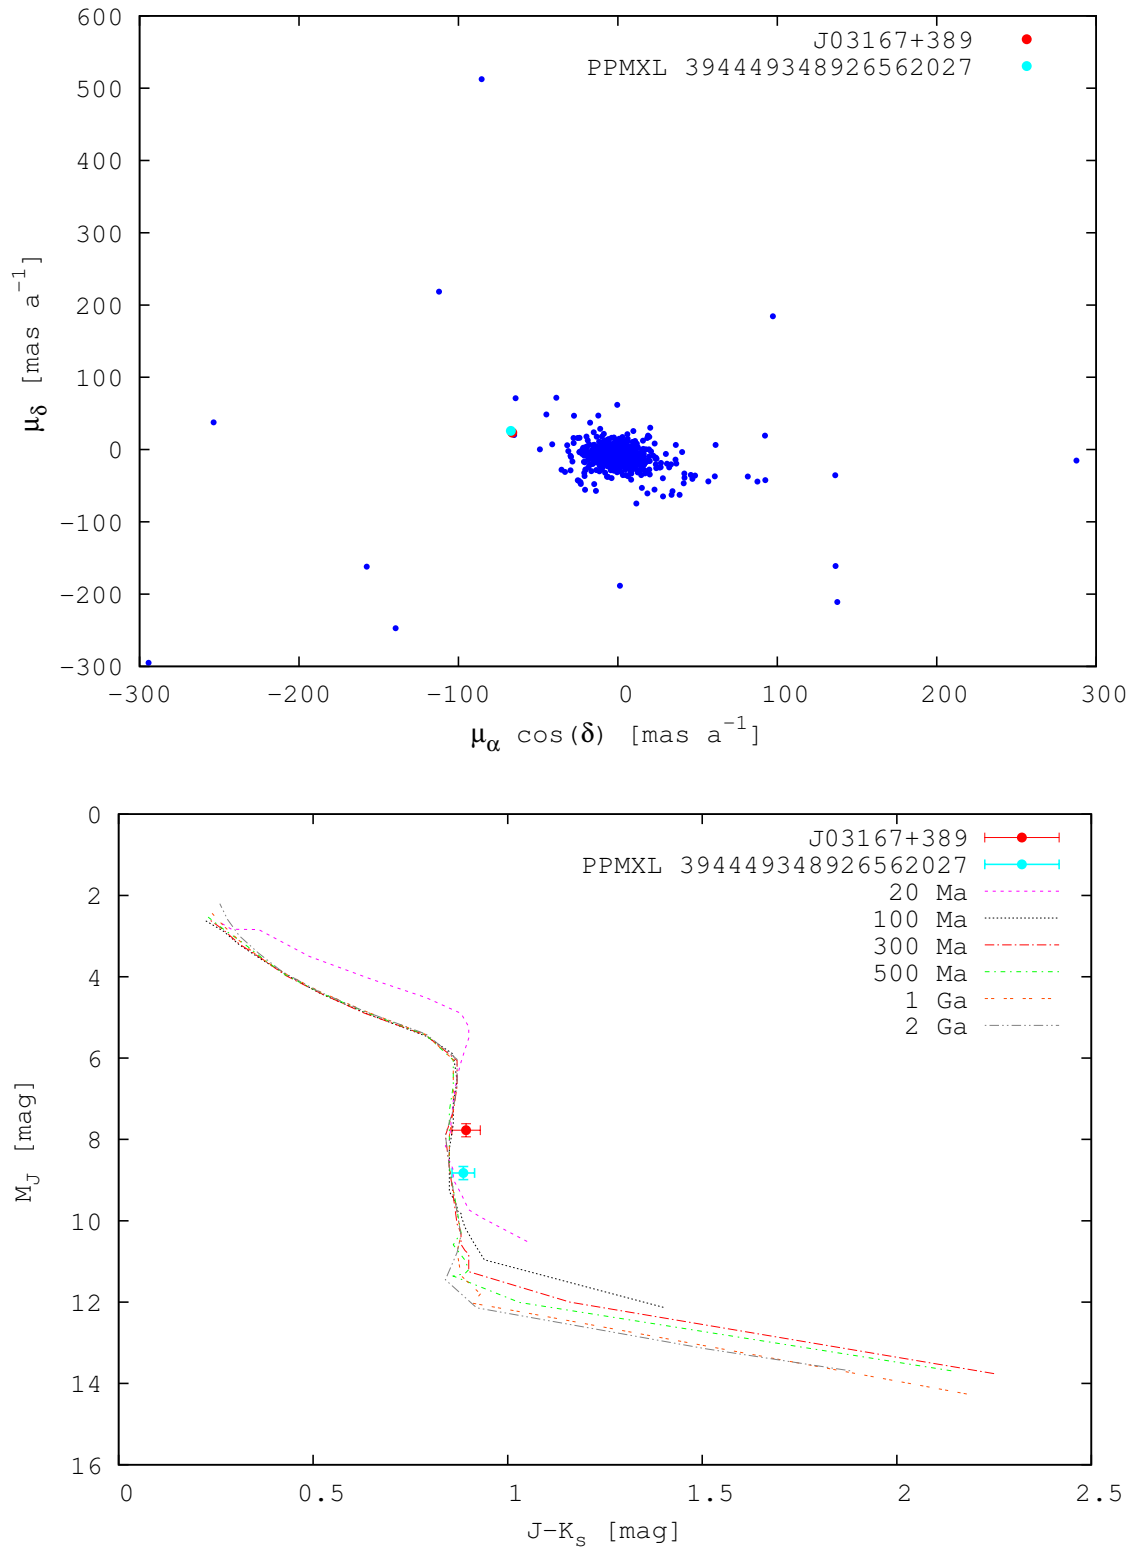 600
500
400
300
200
100
0
−100
−200
−300
μδ [mas a−1]
J03167+389
PPMXL 394449348926562027
−300 −200 −100 0 100 200 300
μα cos(δ) [mas a−1]
0
2
4
6
8
10
12
14
16
MJ [mag]
J03167+389
PPMXL 394449348926562027
20 Ma
100 Ma
300 Ma
500 Ma
1 Ga
2 Ga
0 0.5 1 1.5 2 2.5
J−Ks [mag]